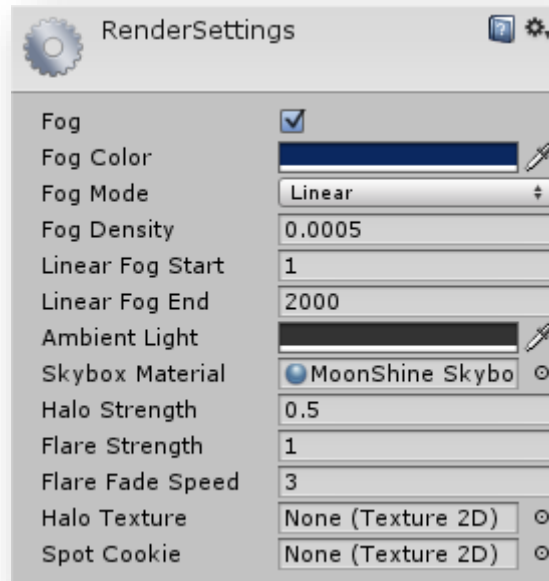 RenderSettings
Fog
Fog Color
Fog Mode Linear
Fog Density 0.0005
Linear Fog Start 1
Linear Fog End 2000
Ambient Light
Skybox Material MoonShine Skybo
Halo Strength 0.5
Flare Strength 1
Flare Fade Speed 3
Halo Texture None (Texture 2D)
Spot Cookie None (Texture 2D)